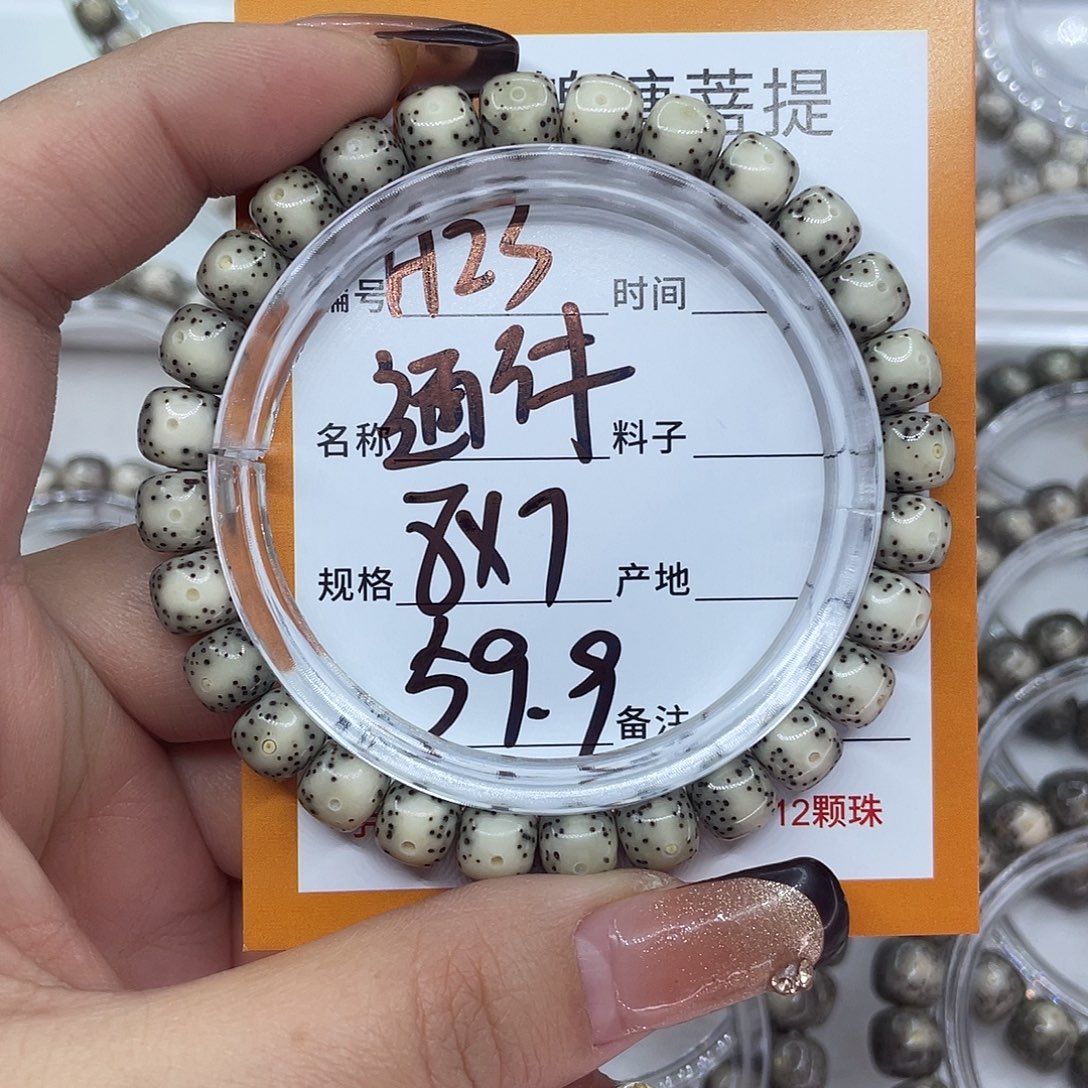 菩提
编号 H25 时间
名称 通纤 料子
规格 8X7 产地
59.9 备注
12颗珠